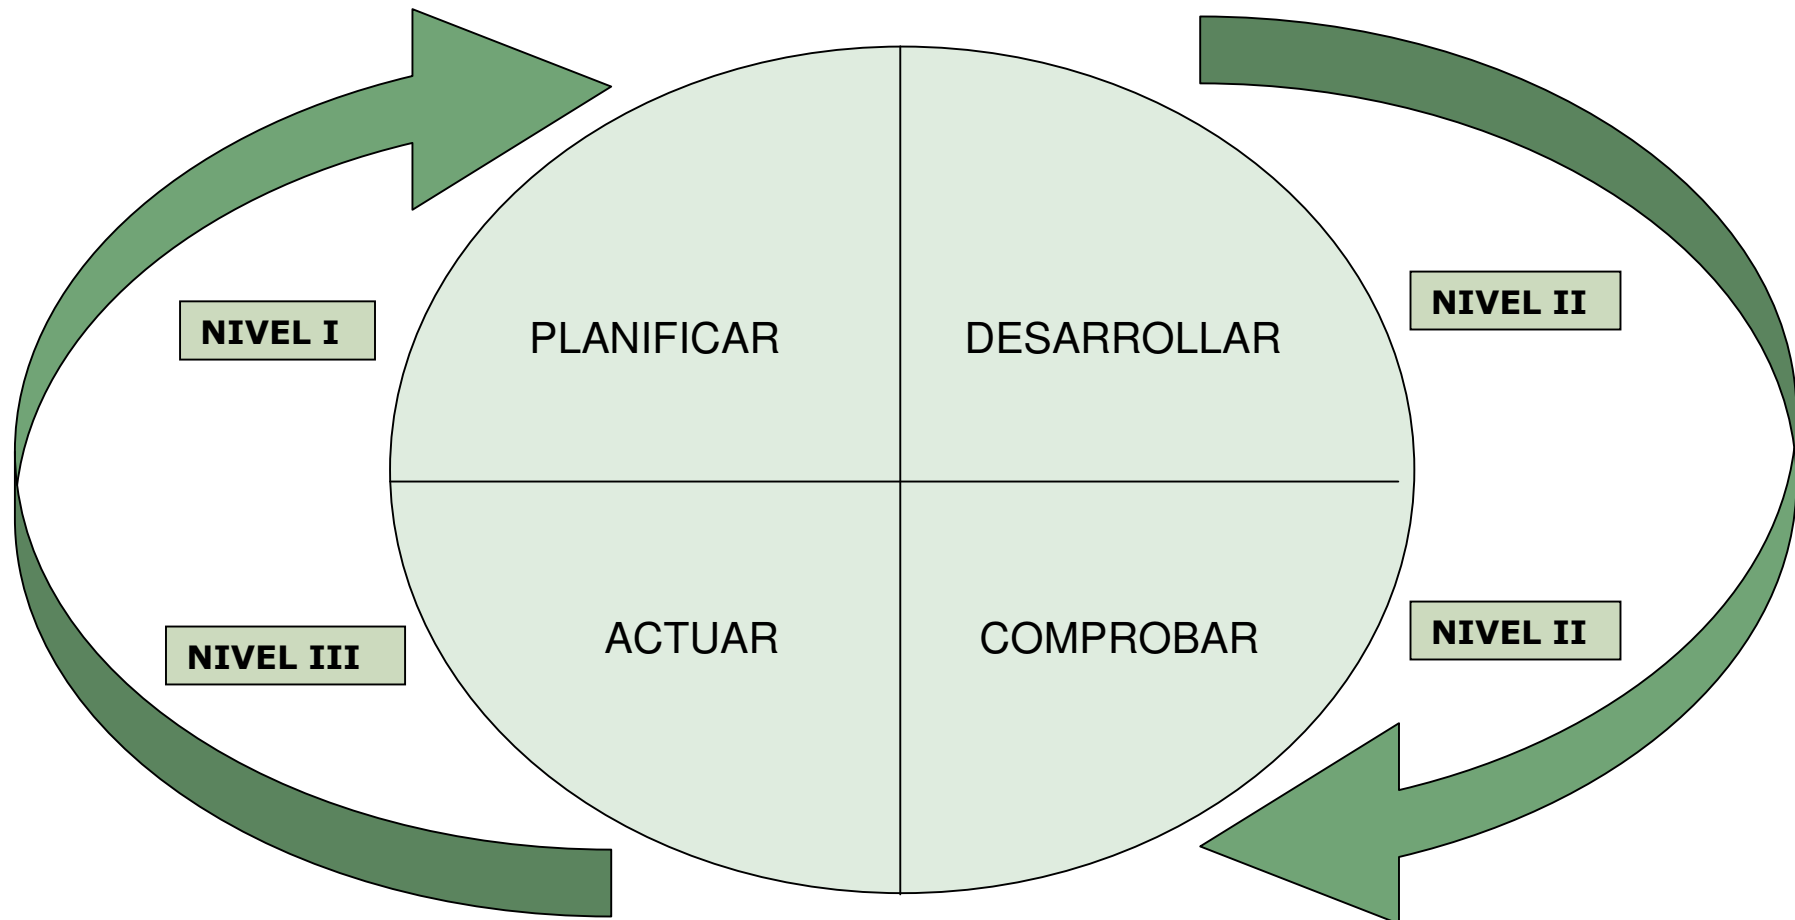 NIVEL I
PLANIFICAR
DESARROLLAR
NIVEL II
NIVEL III
ACTUAR
COMPROBAR
NIVEL II